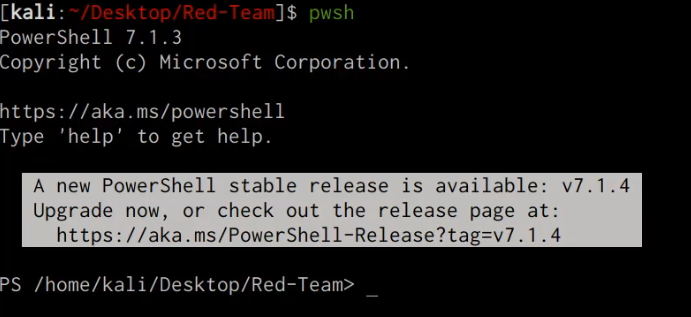 [kali:~/Desktop/Red-Team]$ pwsh
PowerShell 7.1.3
Copyright (c) Microsoft Corporation.
https://aka.ms/powershell
Type 'help' to get help.
A new PowerShell stable release is available: v7.1.4
Upgrade now, or check out the release page at:
https://aka.ms/PowerShell-Release?tag=v7.1.4
PS /home/kali/Desktop/Red-Team> _